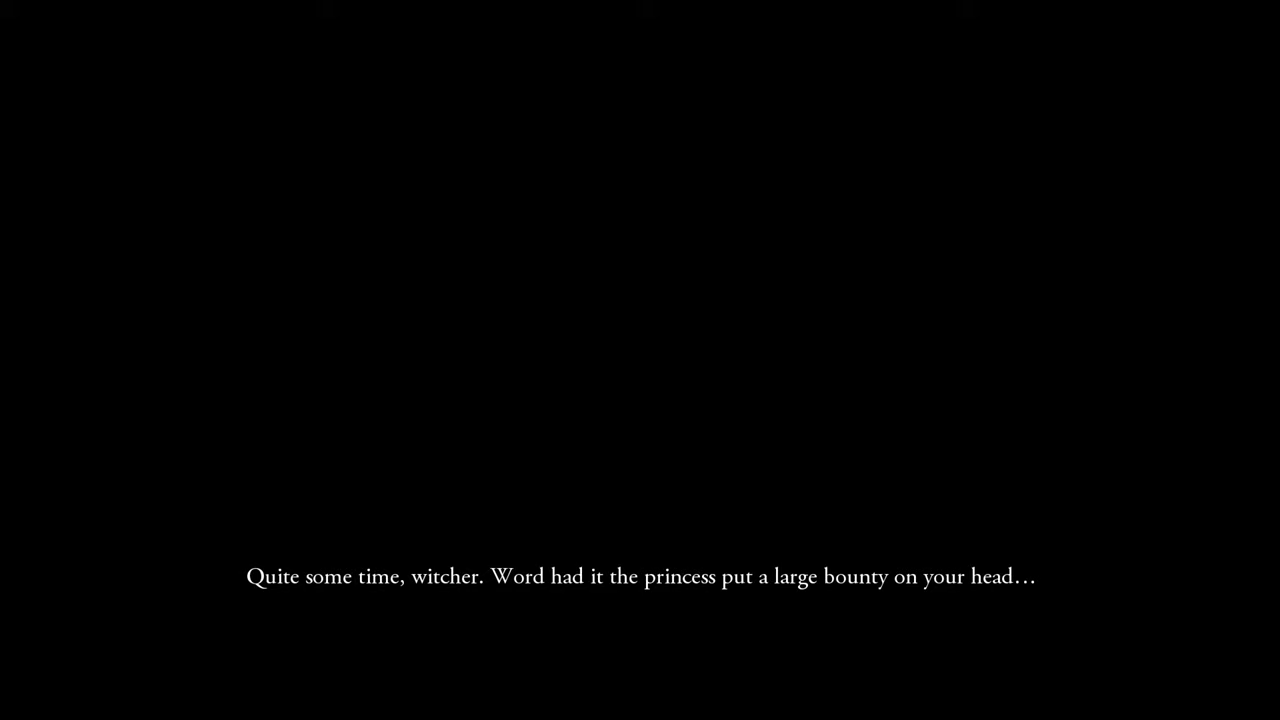 Quite some time, witcher. Word had it the princess put a large bounty on your head…